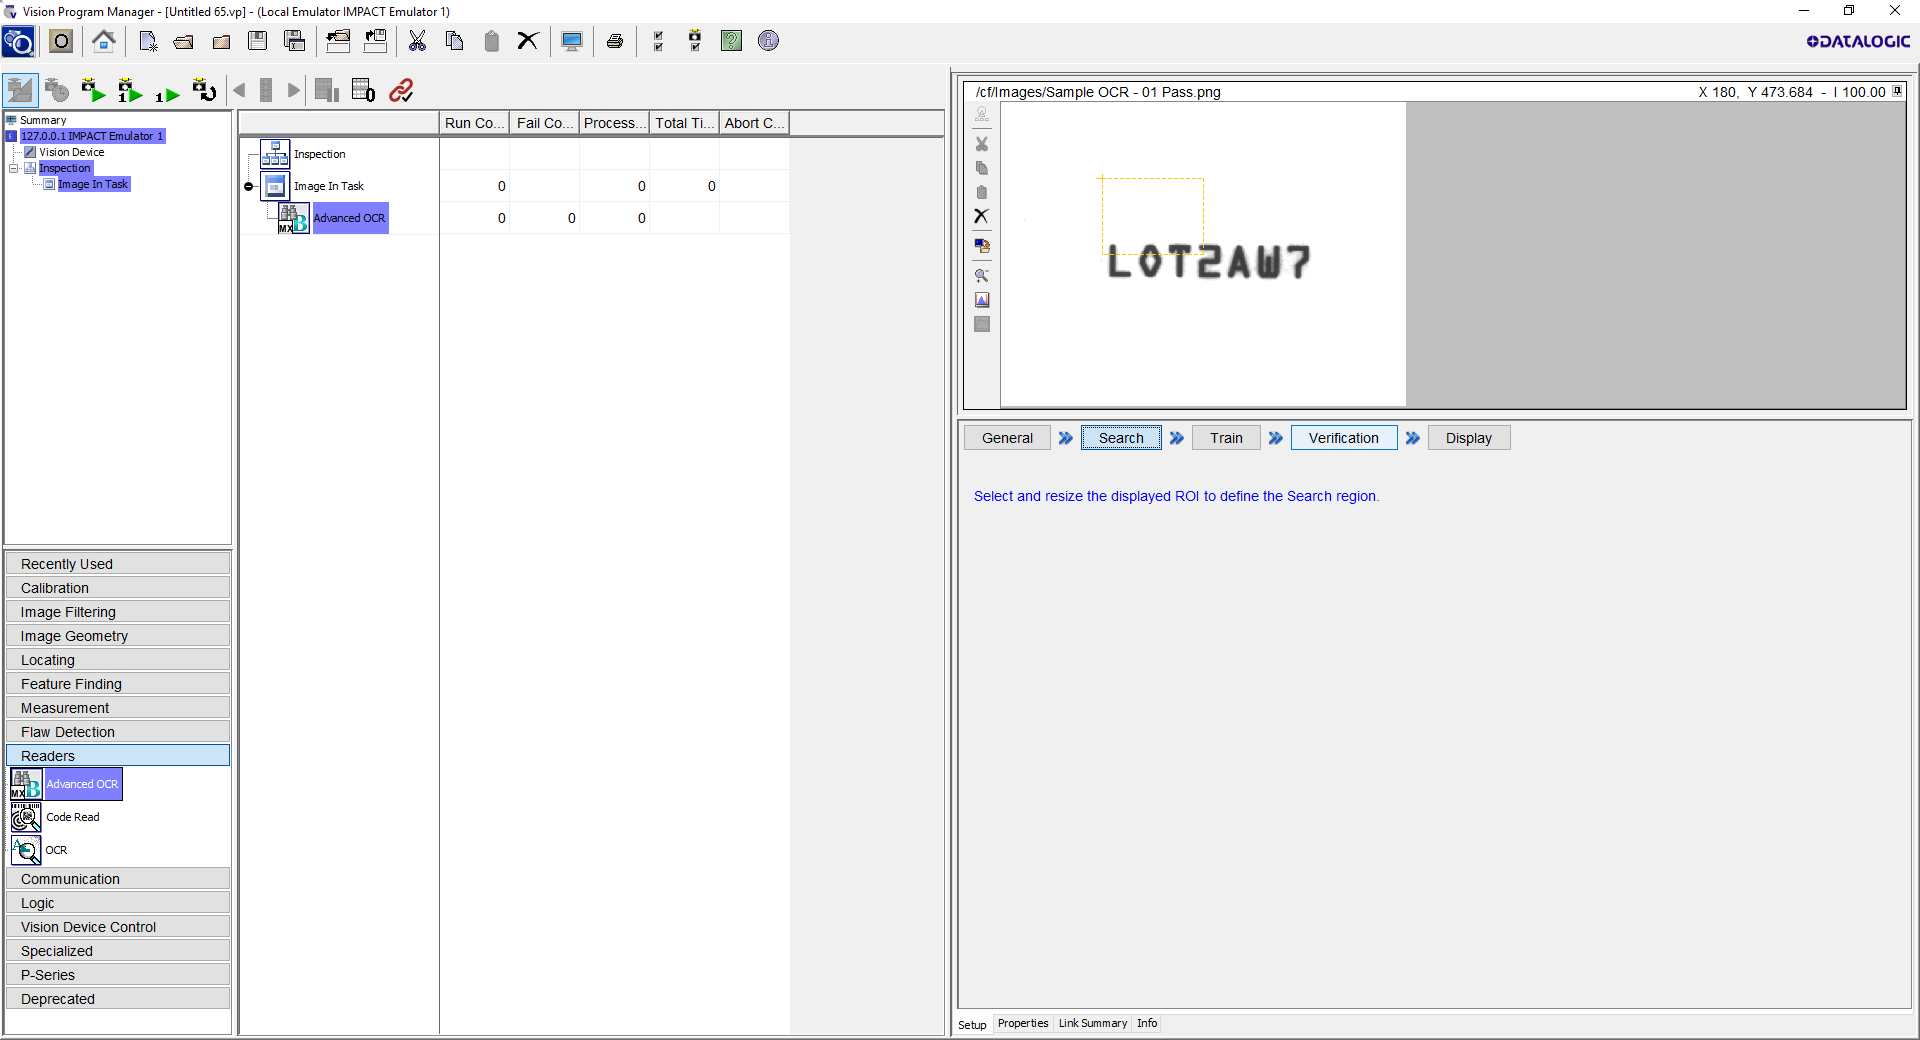 Vision Program Manager - [Untitled 65.vp] - (Local Emulator IMPACT Emulator 1)
DATALOGIC
Summary
127.0.0.1 IMPACT Emulator 1
Vision Device
Inspection
Image In Task
Run Co... Fail Co... Process... Total Ti... Abort C...
Inspection
Image In Task 0 0 0
Advanced OCR 0 0 0
/cf/Images/Sample OCR - 01 Pass.png X 180, Y 473.684 - I 100.00
LOT2AW7
General Search Train Verification Display
Select and resize the displayed ROI to define the Search region.
Recently Used
Calibration
Image Filtering
Image Geometry
Locating
Feature Finding
Measurement
Flaw Detection
Readers
Advanced OCR
Code Read
OCR
Communication
Logic
Vision Device Control
Specialized
P-Series
Deprecated
Setup Properties Link Summary Info